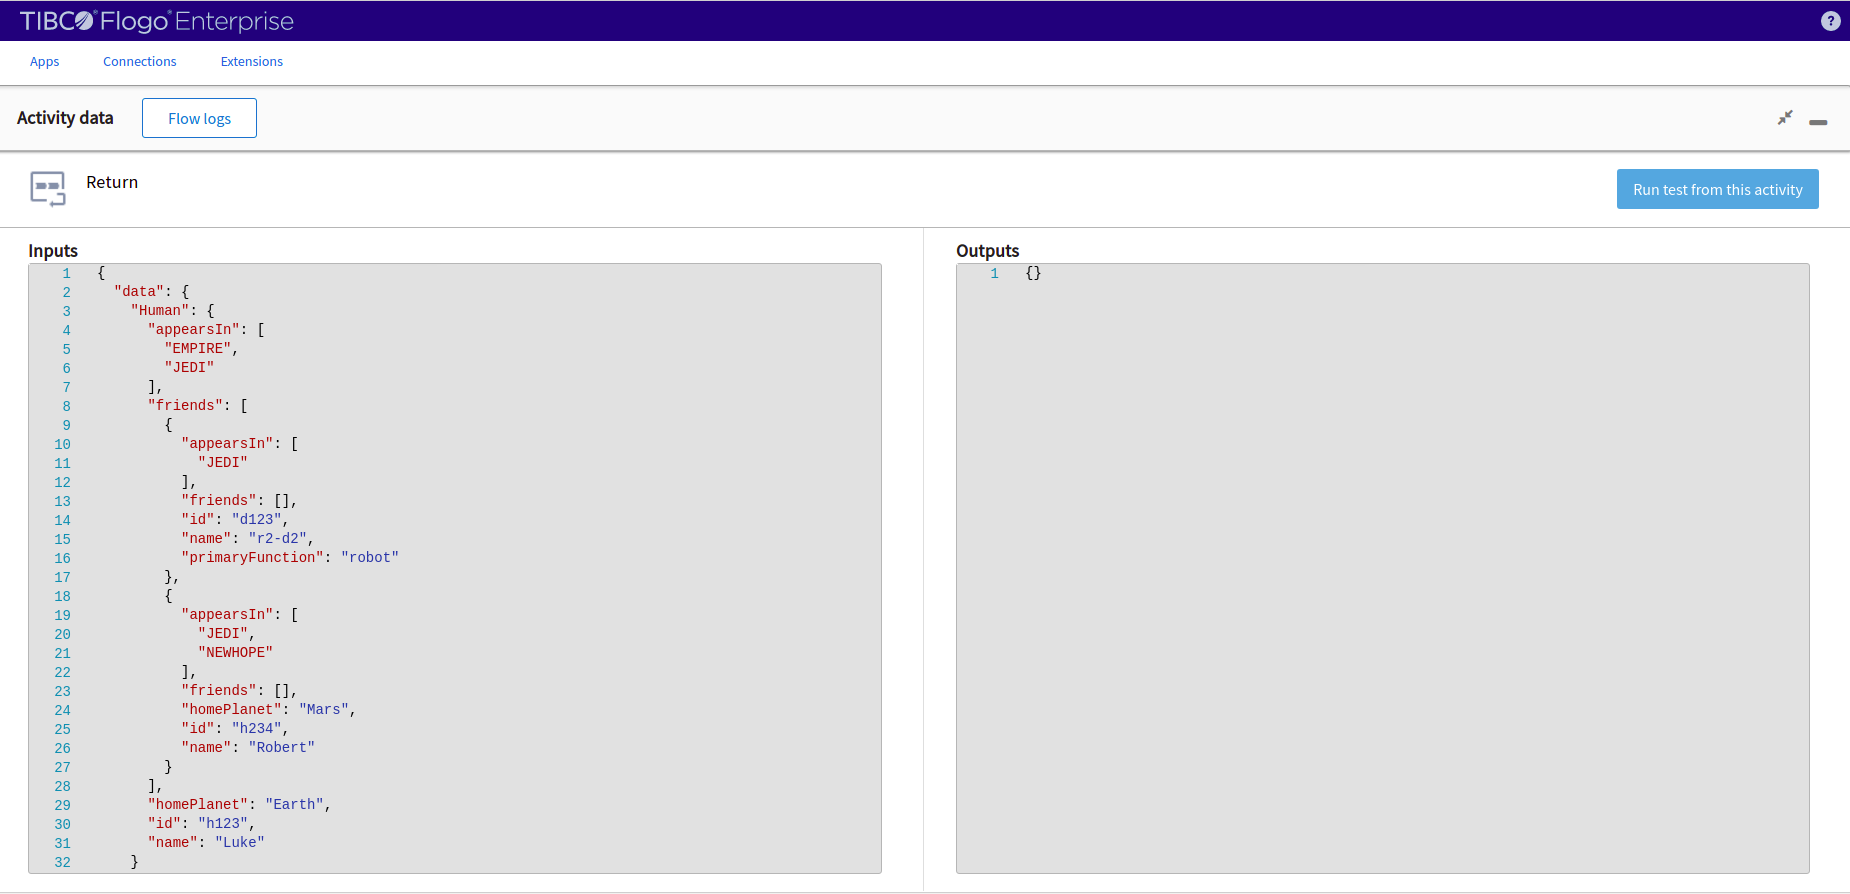 TIBCO® Flogo® Enterprise
?
Apps Connections Extensions
Activity data Flow logs
Return
Run test from this activity
Inputs
1 {
2 "data": {
3 "Human": {
4 "appearsIn": [
5 "EMPIRE",
6 "JEDI"
7 ],
8 "friends": [
9 {
10 "appearsIn": [
11 "JEDI"
12 ],
13 "friends": [],
14 "id": "d123",
15 "name": "r2-d2",
16 "primaryFunction": "robot"
17 },
18 {
19 "appearsIn": [
20 "JEDI",
21 "NEWHOPE"
22 ],
23 "friends": [],
24 "homePlanet": "Mars",
25 "id": "h234",
26 "name": "Robert"
27 }
28 ],
29 "homePlanet": "Earth",
30 "id": "h123",
31 "name": "Luke"
32 }
Outputs
1 {}